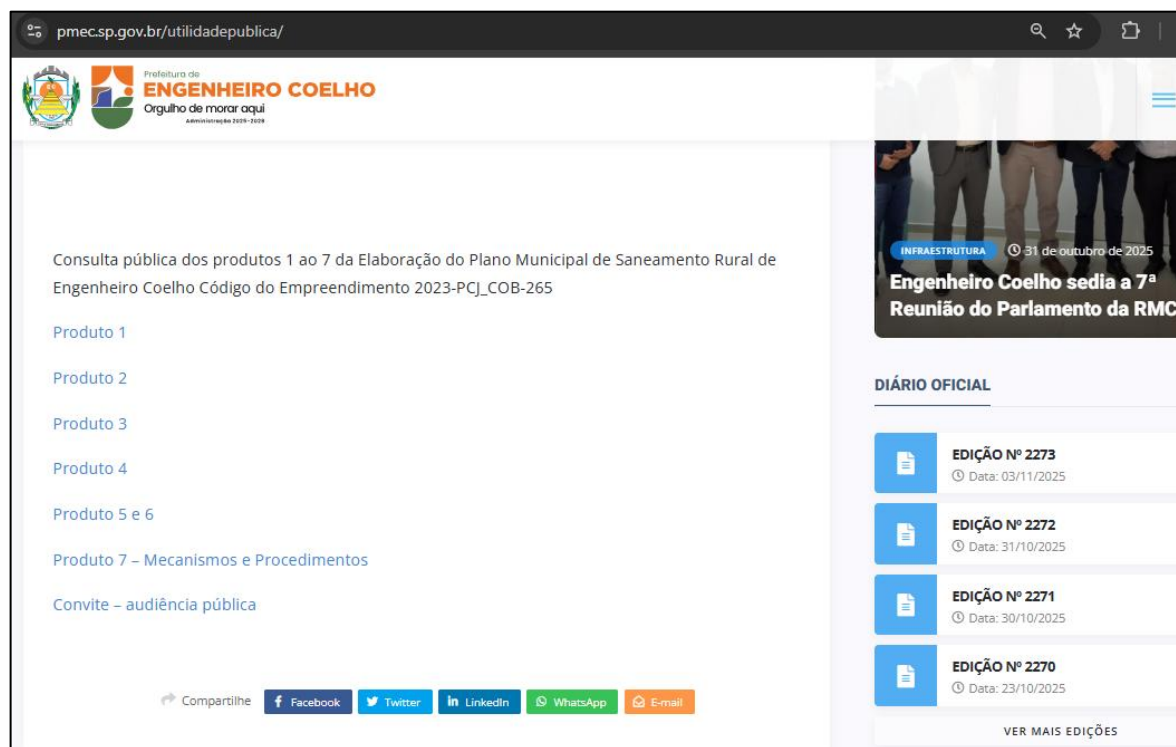 pmec.sp.gov.br/utilidadepublica/
Prefeitura de
ENGENHEIRO COELHO
Orgulho de morar aqui
Administração 2025-2028
Consulta pública dos produtos 1 ao 7 da Elaboração do Plano Municipal de Saneamento Rural de
Engenheiro Coelho Código do Empreendimento 2023-PCJ_COB-265
Produto 1
Produto 2
Produto 3
Produto 4
Produto 5 e 6
Produto 7 – Mecanismos e Procedimentos
Convite – audiência pública
Compartilhe
Facebook
Twitter
LinkedIn
WhatsApp
E-mail
INFRAESTRUTURA
31 de outubro de 2025
Engenheiro Coelho sedia a 7ª
Reunião do Parlamento da RMC
DIÁRIO OFICIAL
EDIÇÃO Nº 2273
Data: 03/11/2025
EDIÇÃO Nº 2272
Data: 31/10/2025
EDIÇÃO Nº 2271
Data: 30/10/2025
EDIÇÃO Nº 2270
Data: 23/10/2025
VER MAIS EDIÇÕES